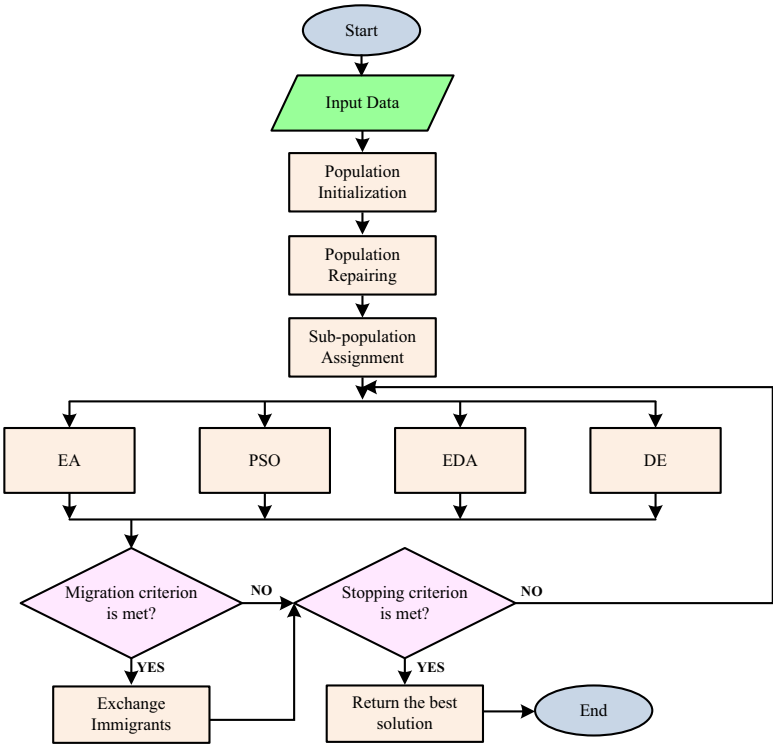 Start
Input Data
Population
Initialization
Population
Repairing
Sub-population
Assignment
EA
PSO
EDA
DE
Migration criterion
is met?
NO
Stopping criterion
is met?
NO
YES
YES
Exchange
Immigrants
Return the best
solution
End